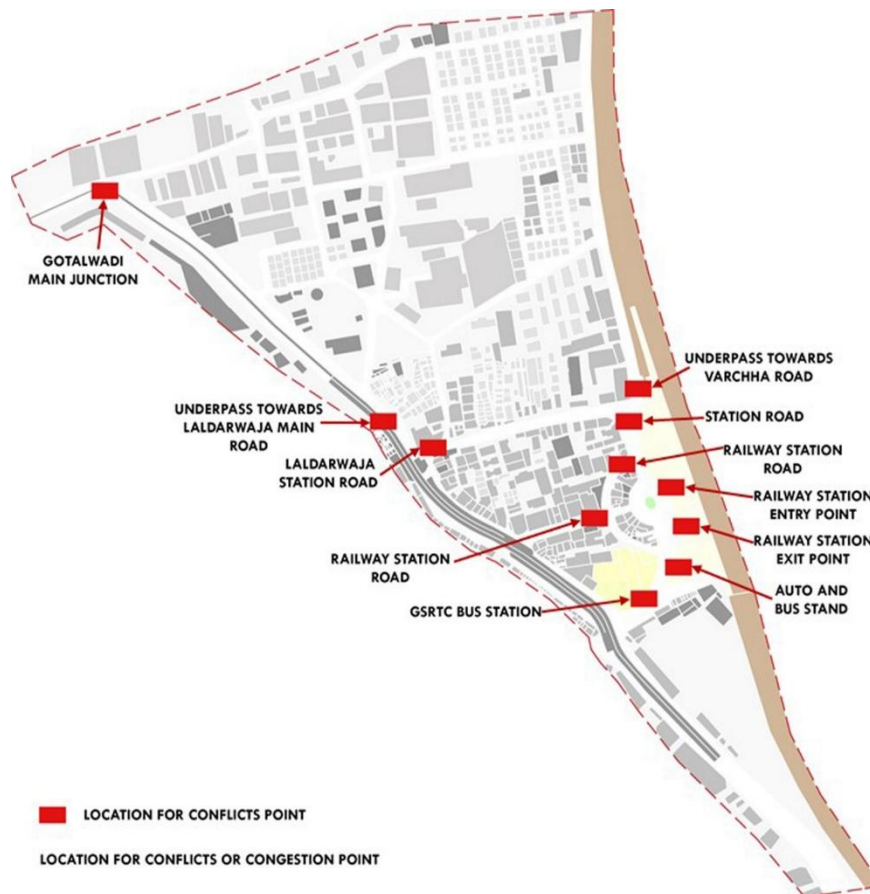 GOTALWADI
MAIN JUNCTION
UNDERPASS TOWARDS
VARCHHA ROAD
UNDERPASS TOWARDS
LALDARWAJA MAIN
ROAD
STATION ROAD
LALDARWAJA
STATION ROAD
RAILWAY STATION
ROAD
RAILWAY STATION
ENTRY POINT
RAILWAY STATION
EXIT POINT
RAILWAY STATION
ROAD
AUTO AND
BUS STAND
GSRTC BUS STATION
LOCATION FOR CONFLICTS POINT
LOCATION FOR CONFLICTS OR CONGESTION POINT